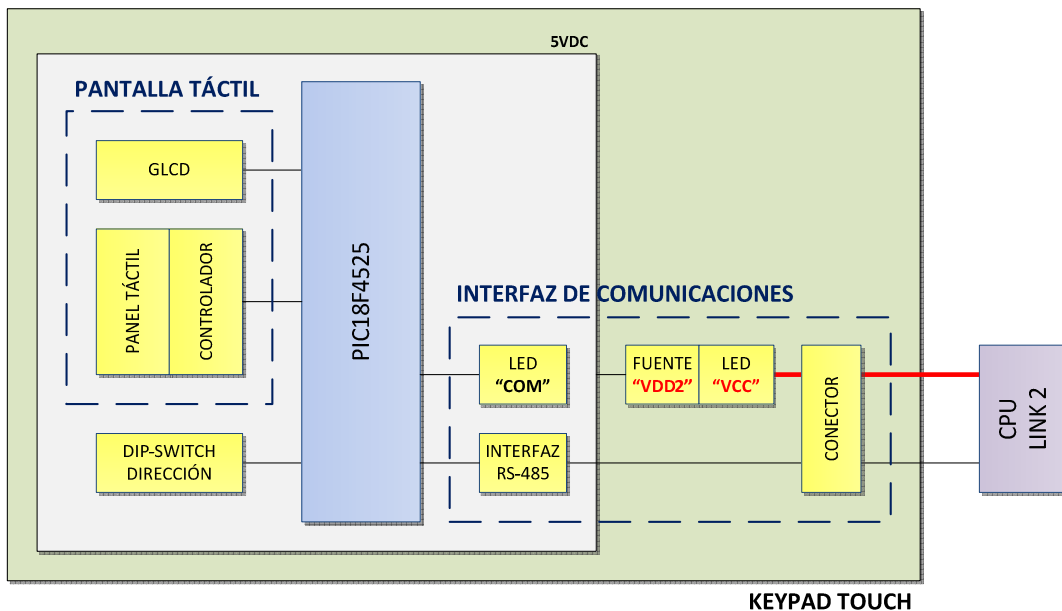 5VDC
PANTALLA TÁCTIL
GLCD
PANEL TÁCTIL
CONTROLADOR
DIP-SWITCH
DIRECCIÓN
PIC18F4525
INTERFAZ DE COMUNICACIONES
LED
“COM”
FUENTE
“VDD2”
LED
“VCC”
INTERFAZ
RS-485
CONECTOR
CPU
LINK 2
KEYPAD TOUCH